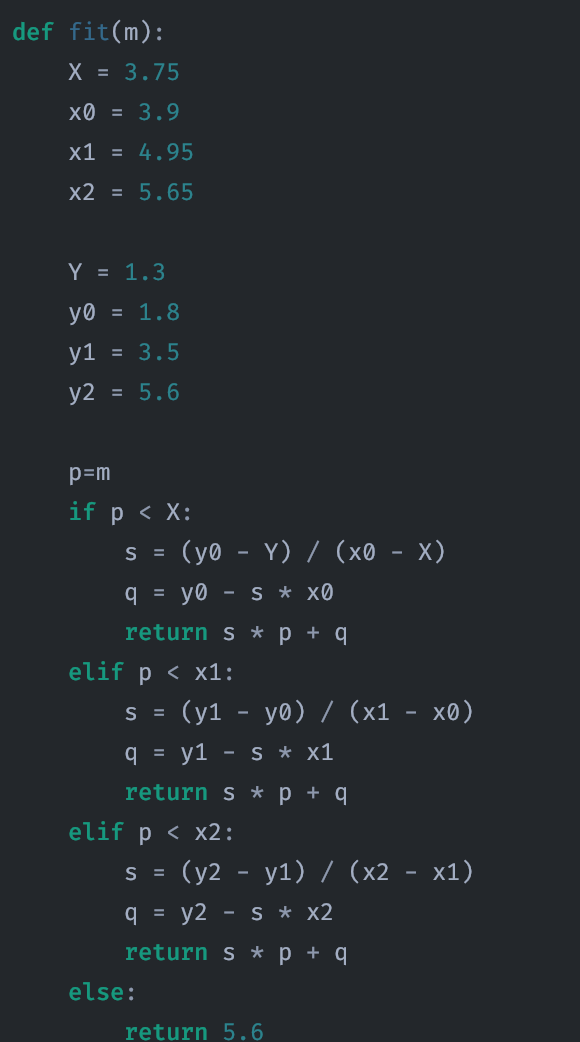 def fit(m):
    X = 3.75
    x0 = 3.9
    x1 = 4.95
    x2 = 5.65

    Y = 1.3
    y0 = 1.8
    y1 = 3.5
    y2 = 5.6

    p=m
    if p < X:
        s = (y0 - Y) / (x0 - X)
        q = y0 - s * x0
        return s * p + q
    elif p < x1:
        s = (y1 - y0) / (x1 - x0)
        q = y1 - s * x1
        return s * p + q
    elif p < x2:
        s = (y2 - y1) / (x2 - x1)
        q = y2 - s * x2
        return s * p + q
    else:
        return 5.6